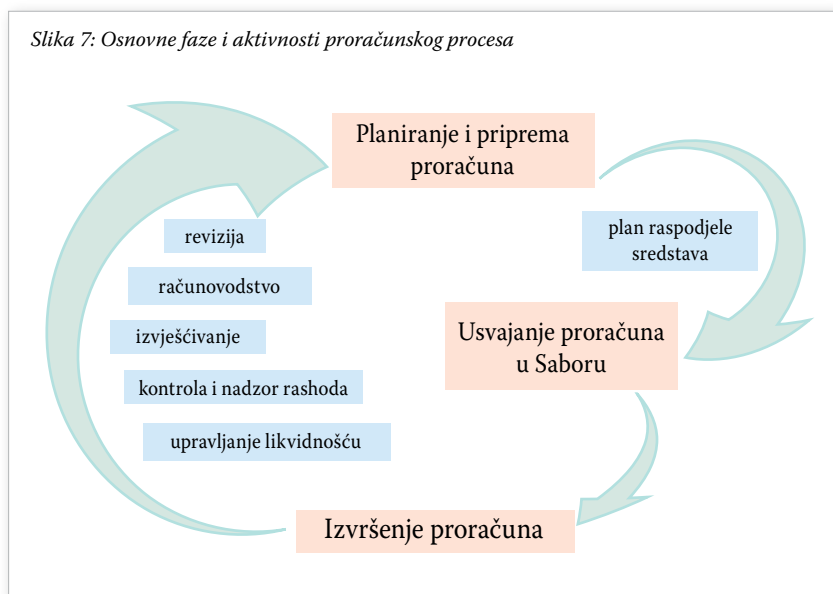 Slika 7: Osnovne faze i aktivnosti proračunskog procesa
Planiranje i priprema
proračuna
plan raspodjele
sredstava
Usvajanje proračuna
u Saboru
Izvršenje proračuna
revizija
računovodstvo
izvješćivanje
kontrola i nadzor rashoda
upravljanje likvidnošću